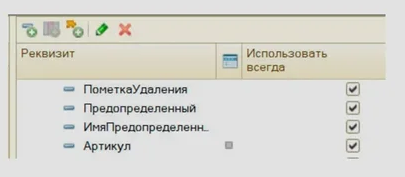 Реквизит
Использовать всегда
ПометкаУдаления
Предопределенный
ИмяПредопределенн..
Артикул